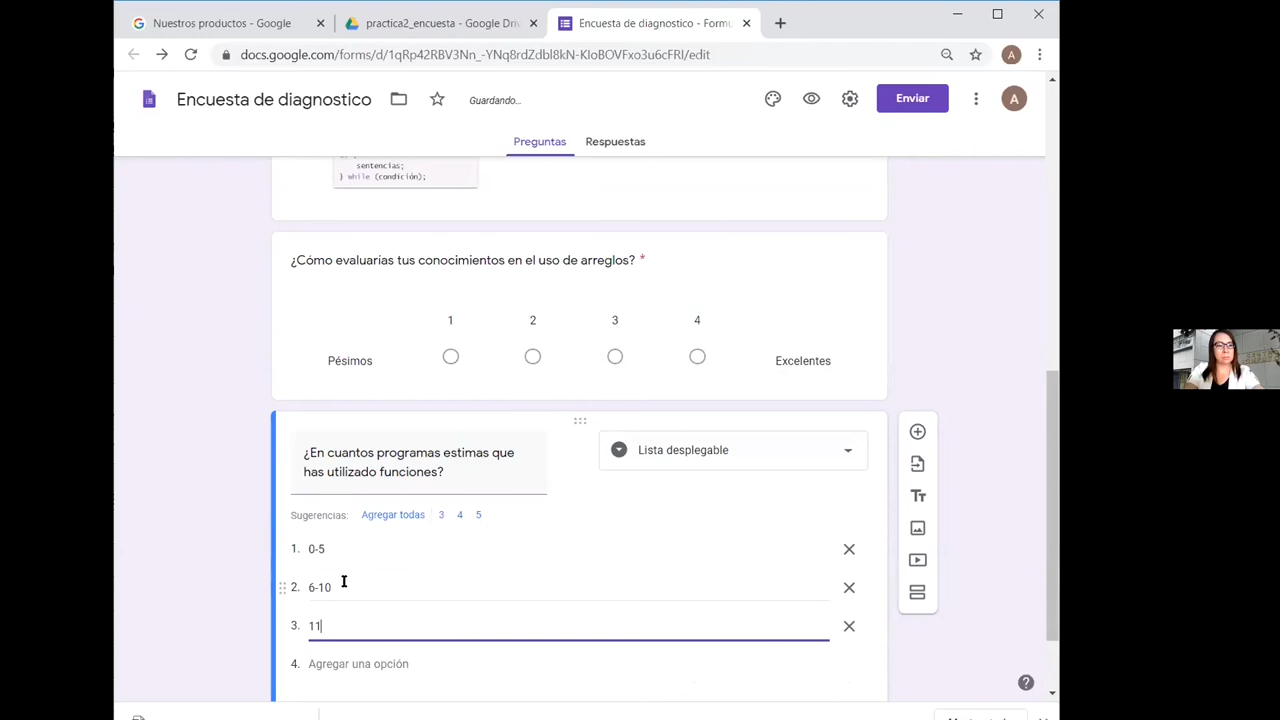 Nuestros productos - Google
practica2_encuesta - Google Dri
Encuesta de diagnostico - Formu
docs.google.com/forms/d/1qRp42RBV3Nn_-YNq8rdZdbl8kN-KIoBOVFxo3u6cFRI/edit
A
Encuesta de diagnostico
Guardando...
Enviar
A
Preguntas
Respuestas
sentencias;
} while (condición);
¿Cómo evaluarías tus conocimientos en el uso de arreglos? *
1 2 3 4
Pésimos
Excelentes
¿En cuantos programas estimas que
has utilizado funciones?
Lista desplegable
Sugerencias: Agregar todas 3 4 5
1. 0-5
2. 6-10
3. 11
4. Agregar una opción